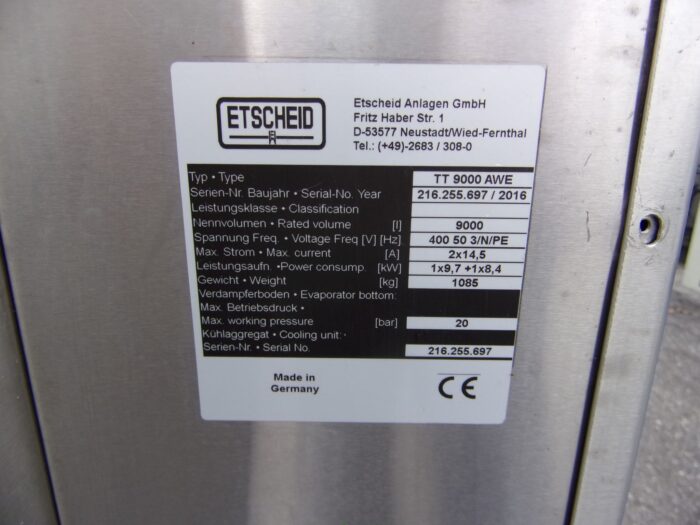 ETSCHEID
Etscheid Anlagen GmbH
Fritz Haber Str. 1
D-53577 Neustadt/Wied-Fernthal
Tel.: (+49)-2683 / 308-0
Typ • Type TT 9000 AWE
Serien-Nr. Baujahr • Serial-No. Year 216.255.697 / 2016
Leistungsklasse • Classification
Nennvolumen • Rated volume [l] 9000
Spannung Freq. • Voltage Freq [V] [Hz] 400 50 3/N/PE
Max. Strom • Max. current [A] 2x14,5
Leistungsaufn. •Power consump. [kW] 1x9,7 +1x8,4
Gewicht • Weight [kg] 1085
Verdampferboden • Evaporator bottom:
Max. Betriebsdruck •
Max. working pressure [bar] 20
Kühlaggregat • Cooling unit: ·
Serien-Nr. • Serial No. 216.255.697
Made in
Germany
CE